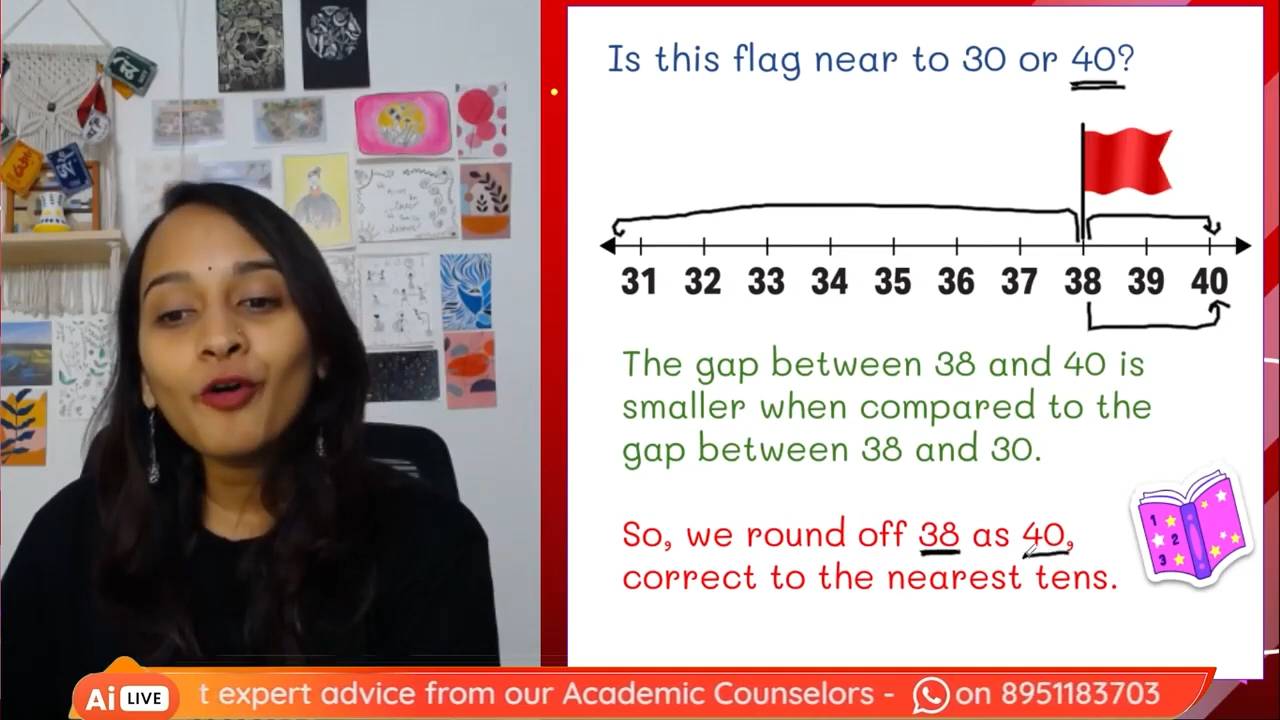 Is this flag near to 30 or 40?
31 32 33 34 35 36 37 38 39 40
The gap between 38 and 40 is
smaller when compared to the
gap between 38 and 30.
So, we round off 38 as 40,
correct to the nearest tens.
1
2
3
Ai LIVE
t expert advice from our Academic Counselors - on 8951183703